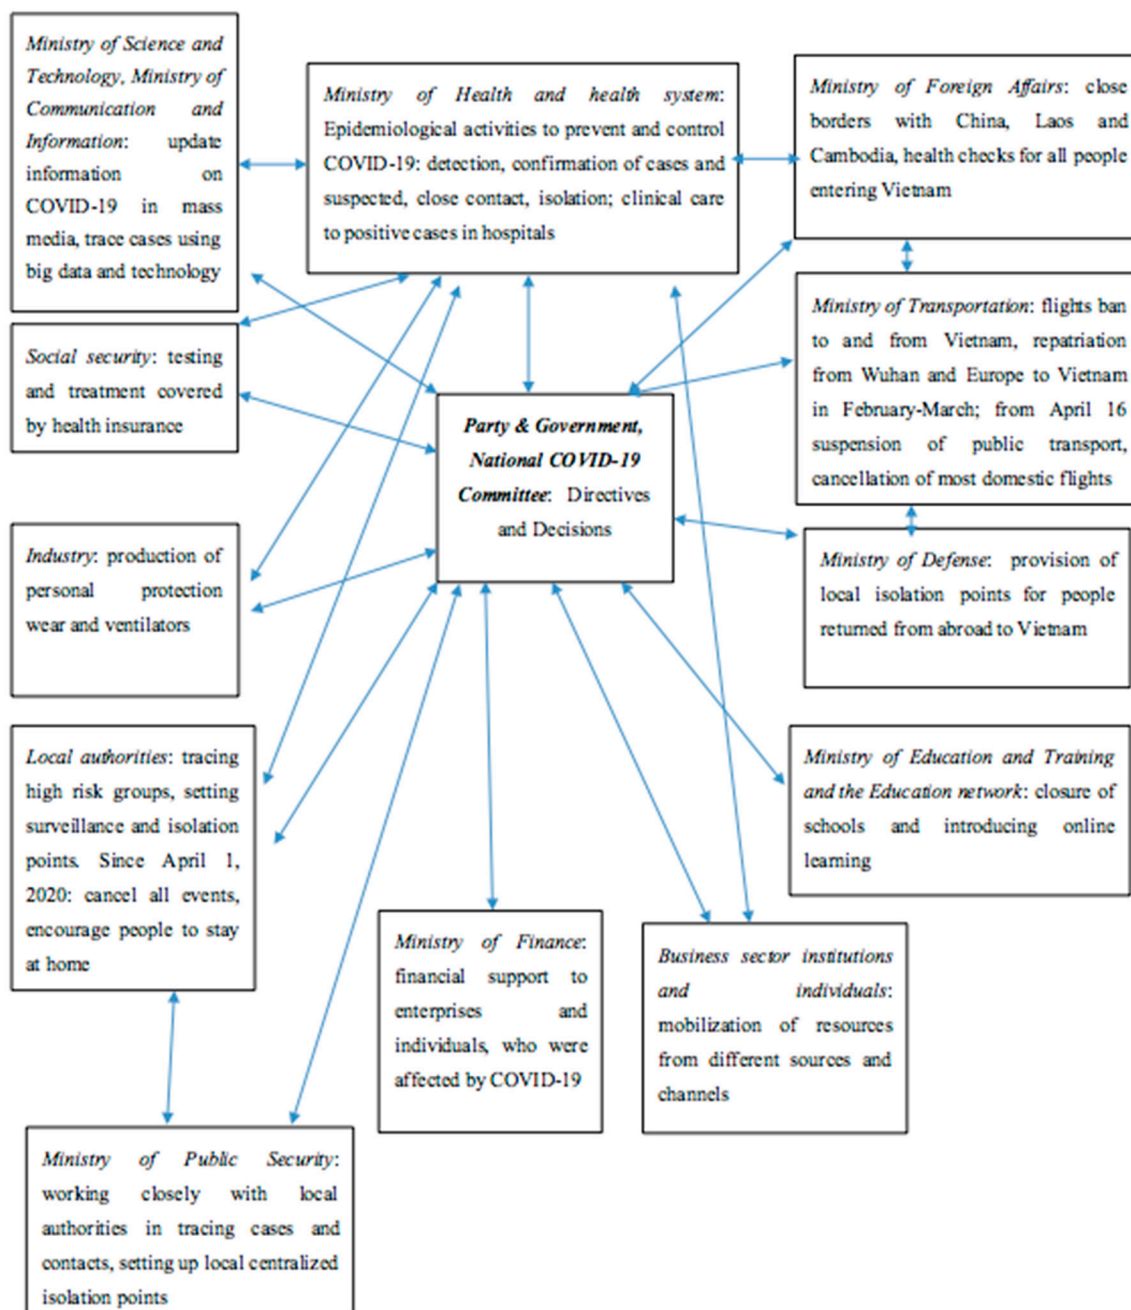 Ministry of Science and
Technology, Ministry of
Communication and
Information: update
information on
COVID-19 in mass
media, trace cases using
big data and technology
Ministry of Health and health system:
Epidemiological activities to prevent and control
COVID-19: detection, confirmation of cases and
suspected, close contact, isolation; clinical care
to positive cases in hospitals
Ministry of Foreign Affairs: close
borders with China, Laos and
Cambodia, health checks for all people
entering Vietnam
Social security: testing
and treatment covered
by health insurance
Ministry of Transportation: flights ban
to and from Vietnam, repatriation
from Wuhan and Europe to Vietnam
in February-March; from April 16
suspension of public transport,
cancellation of most domestic flights
Party & Government,
National COVID-19
Committee: Directives
and Decisions
Industry: production of
personal protection
wear and ventilators
Ministry of Defense: provision of
local isolation points for people
returned from abroad to Vietnam
Local authorities: tracing
high risk groups, setting
surveillance and isolation
points. Since April 1,
2020: cancel all events,
encourage people to stay
at home
Ministry of Education and Training
and the Education network: closure of
schools and introducing online
learning
Ministry of Finance:
financial support to
enterprises and
individuals, who were
affected by COVID-19
Business sector institutions
and individuals:
mobilization of resources
from different sources and
channels
Ministry of Public Security:
working closely with local
authorities in tracing cases and
contacts, setting up local centralized
isolation points